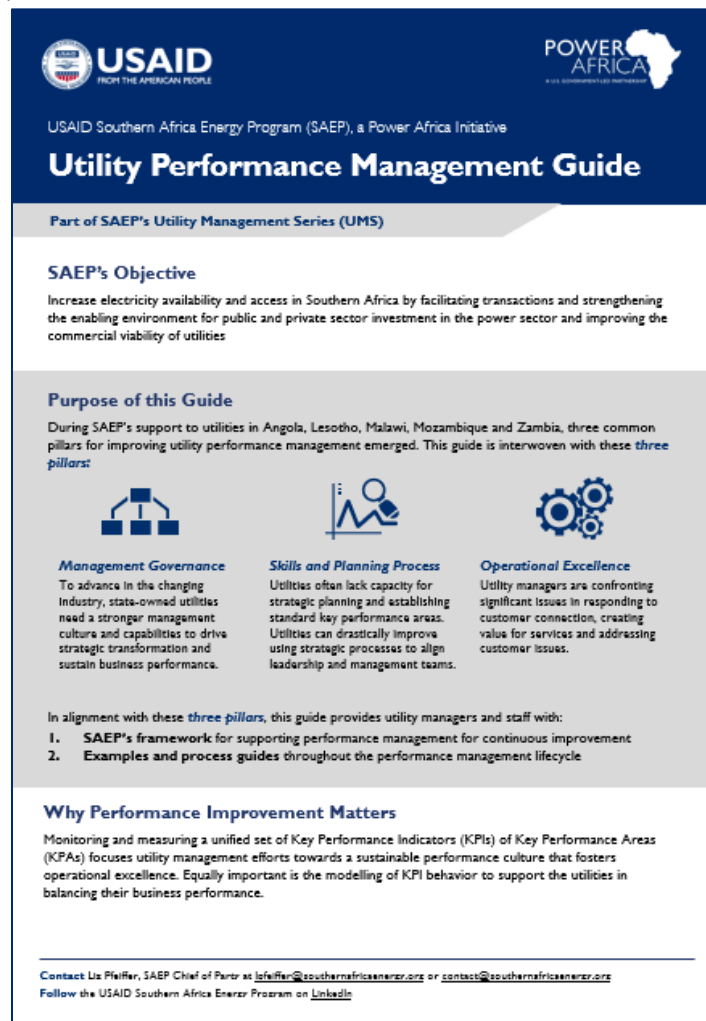 USAID
FROM THE AMERICAN PEOPLE
POWER
AFRICA
A U.S. GOVERNMENT-LED PARTNERSHIP
USAID Southern Africa Energy Program (SAEP), a Power Africa Initiative
Utility Performance Management Guide
Part of SAEP's Utility Management Series (UMS)
SAEP's Objective
Increase electricity availability and access in Southern Africa by facilitating transactions and strengthening
the enabling environment for public and private sector investment in the power sector and improving the
commercial viability of utilities
Purpose of this Guide
During SAEP's support to utilities in Angola, Lesotho, Malawi, Mozambique and Zambia, three common
pillars for improving utility performance management emerged. This guide is interwoven with these three
pillars:
Management Governance
To advance in the changing
industry, state-owned utilities
need a stronger management
culture and capabilities to drive
strategic transformation and
sustain business performance.
Skills and Planning Process
Utilities often lack capacity for
strategic planning and establishing
standard key performance areas.
Utilities can drastically improve
using strategic processes to align
leadership and management teams.
Operational Excellence
Utility managers are confronting
significant issues in responding to
customer connection, creating
value for services and addressing
customer issues.
In alignment with these three pillars, this guide provides utility managers and staff with:
1. SAEP's framework for supporting performance management for continuous improvement
2. Examples and process guides throughout the performance management lifecycle
Why Performance Improvement Matters
Monitoring and measuring a unified set of Key Performance Indicators (KPIs) of Key Performance Areas
(KPAs) focuses utility management efforts towards a sustainable performance culture that fosters
operational excellence. Equally important is the modelling of KPI behavior to support the utilities in
balancing their business performance.
Contact Liz Pfeiffer, SAEP Chief of Party at or
Follow the USAID Southern Africa Energy Program on LinkedIn